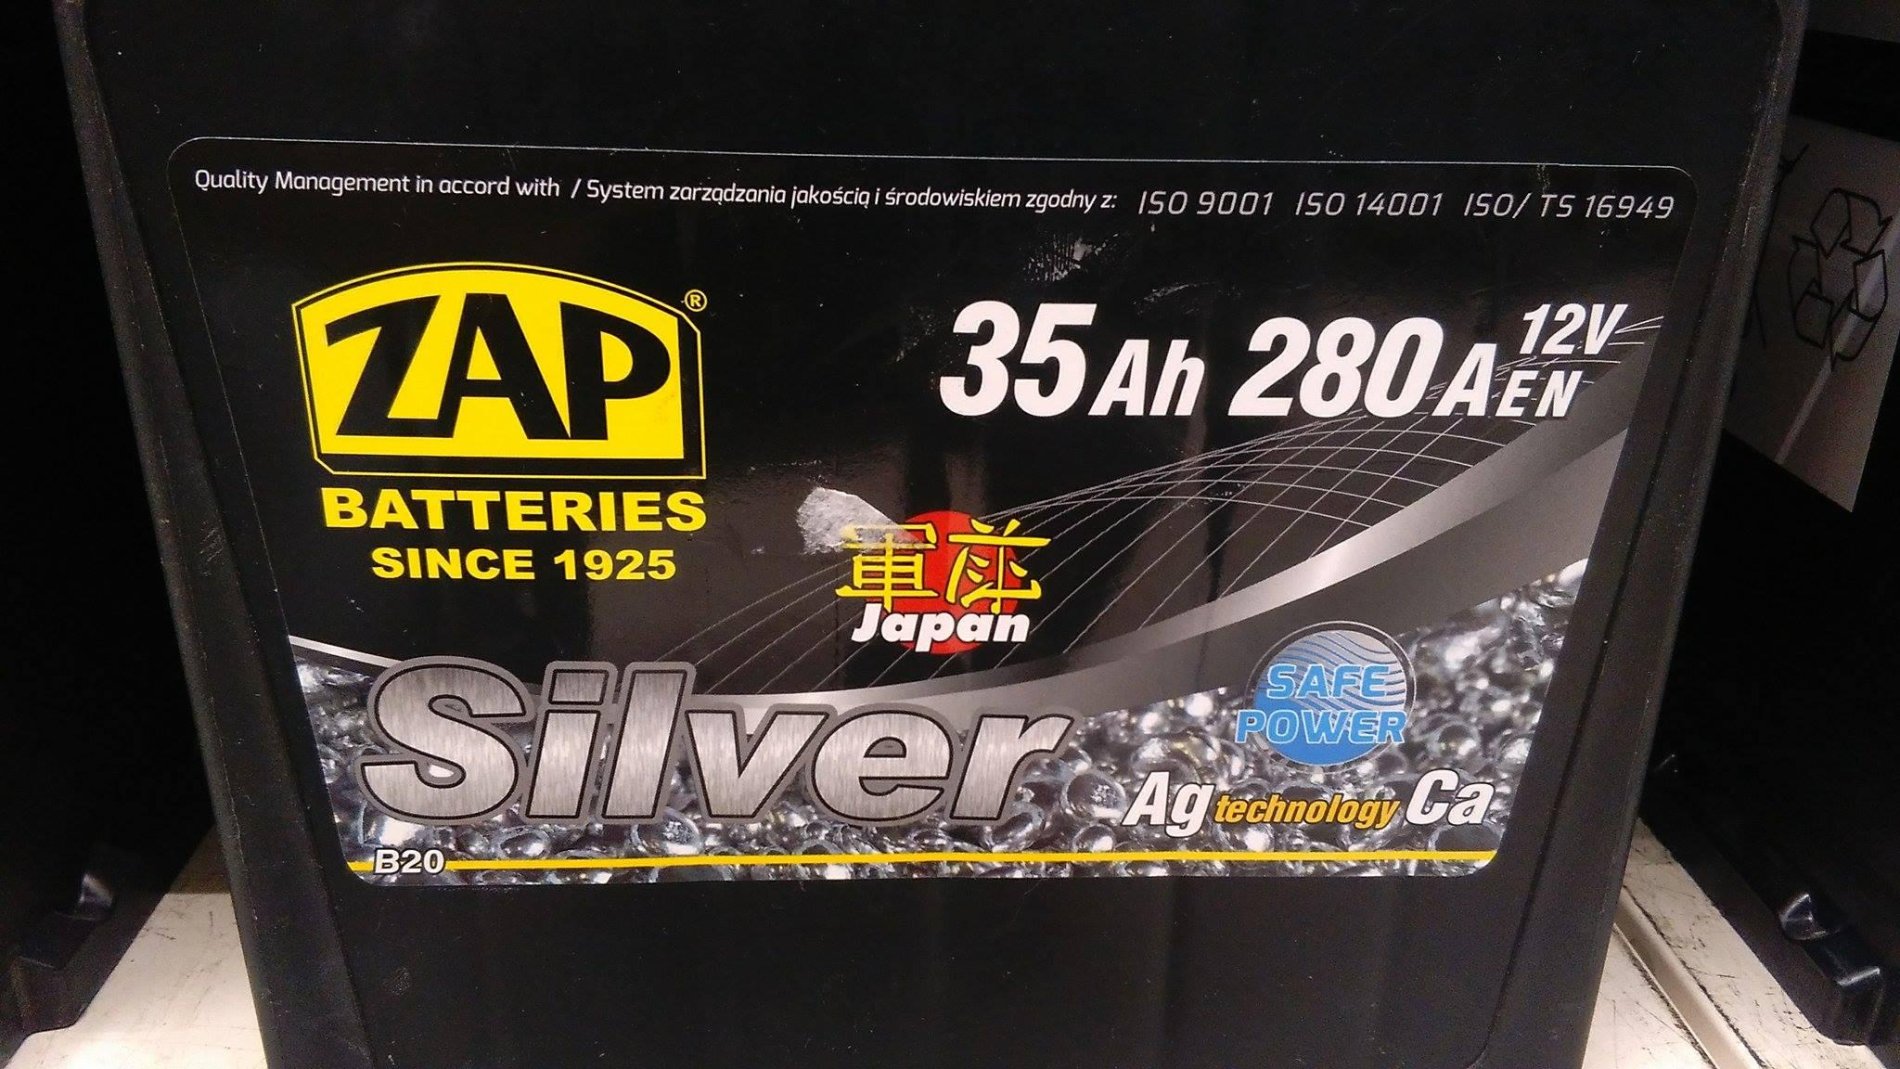 Quality Management in accord with / System zarządzania jakością i środowiskiem zgodny z: ISO 9001 ISO 14001 ISO/ TS 16949
ZAP®
BATTERIES
SINCE 1925
35Ah 280A EN 12V
Japan
Silver
SAFE
POWER
Ag technology Ca
B20